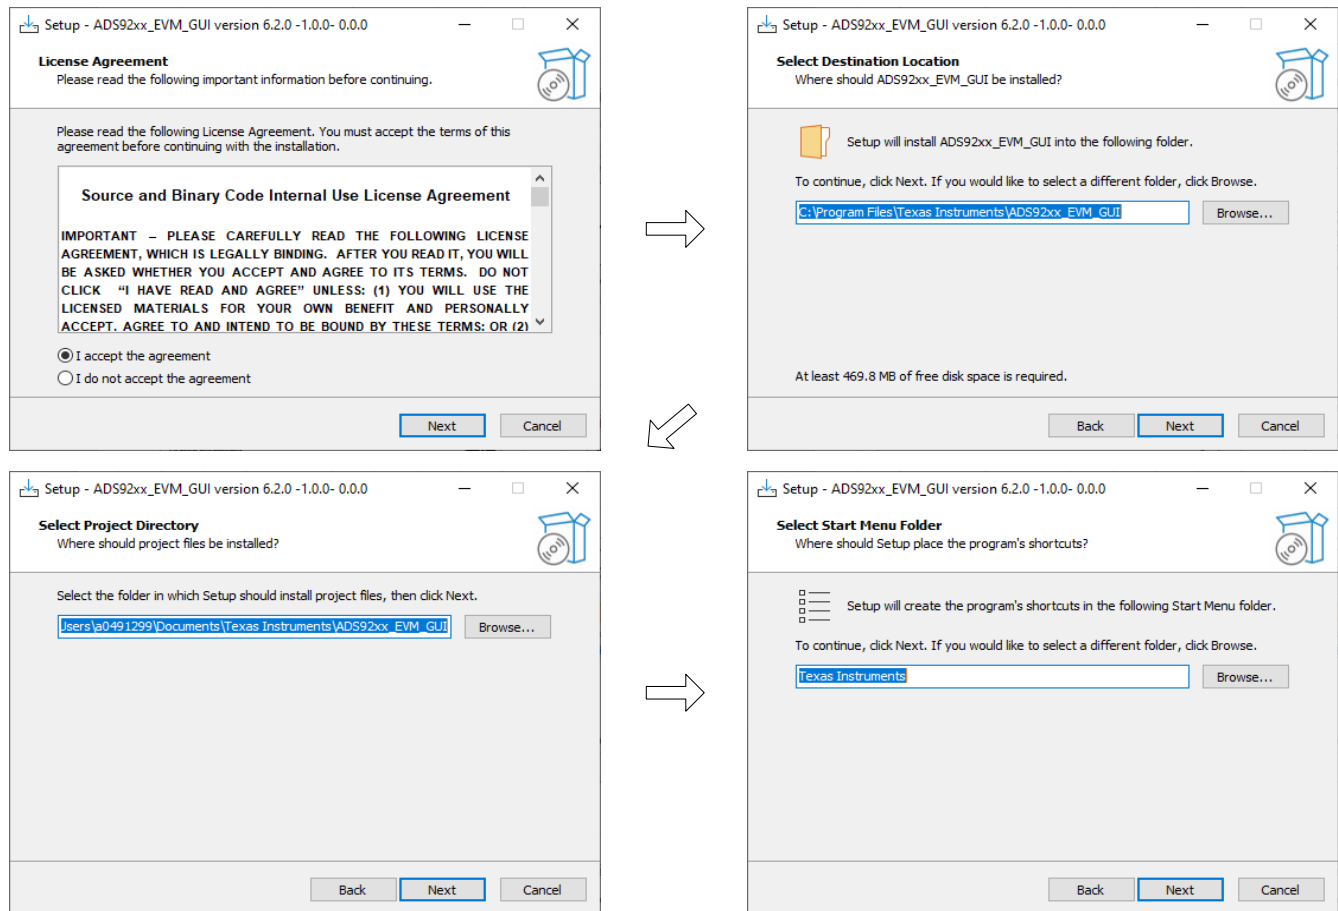 Setup - ADS92xx_EVM_GUI version 6.2.0 -1.0.0- 0.0.0
License Agreement
Please read the following important information before continuing.
Please read the following License Agreement. You must accept the terms of this
agreement before continuing with the installation.
Source and Binary Code Internal Use License Agreement
IMPORTANT – PLEASE CAREFULLY READ THE FOLLOWING LICENSE
AGREEMENT, WHICH IS LEGALLY BINDING. AFTER YOU READ IT, YOU WILL
BE ASKED WHETHER YOU ACCEPT AND AGREE TO ITS TERMS. DO NOT
CLICK “I HAVE READ AND AGREE” UNLESS: (1) YOU WILL USE THE
LICENSED MATERIALS FOR YOUR OWN BENEFIT AND PERSONALLY
ACCEPT, AGREE TO AND INTEND TO BE BOUND BY THESE TERMS; OR (2)
I accept the agreement
I do not accept the agreement
Next
Cancel
Setup - ADS92xx_EVM_GUI version 6.2.0 -1.0.0- 0.0.0
Select Destination Location
Where should ADS92xx_EVM_GUI be installed?
Setup will install ADS92xx_EVM_GUI into the following folder.
To continue, click Next. If you would like to select a different folder, click Browse.
C:\Program Files\Texas Instruments\ADS92xx_EVM_GUI
Browse...
At least 469.8 MB of free disk space is required.
Back
Next
Cancel
Setup - ADS92xx_EVM_GUI version 6.2.0 -1.0.0- 0.0.0
Select Project Directory
Where should project files be installed?
Select the folder in which Setup should install project files, then click Next.
Users\a0491299\Documents\Texas Instruments\ADS92xx_EVM_GUI
Browse...
Back
Next
Cancel
Setup - ADS92xx_EVM_GUI version 6.2.0 -1.0.0- 0.0.0
Select Start Menu Folder
Where should Setup place the program's shortcuts?
Setup will create the program's shortcuts in the following Start Menu folder.
To continue, click Next. If you would like to select a different folder, click Browse.
Texas Instruments
Browse...
Back
Next
Cancel